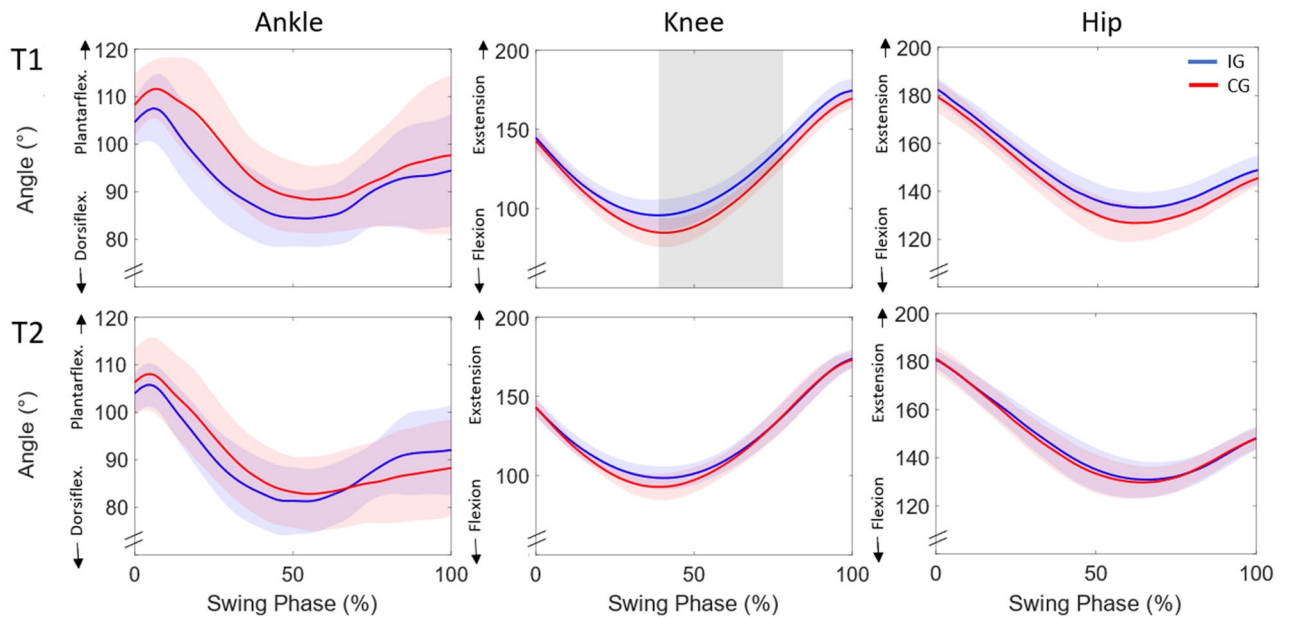 Ankle Knee Hip
T1
Angle (°)
Dorsiflex. Plantarflex.
120
110
100
90
80
Flexion Exstension
200
150
100
Flexion Exstension
200
180
160
140
120
IG
CG
T2
Angle (°)
Dorsiflex. Plantarflex.
120
110
100
90
80
0 50 100
Swing Phase (%)
Flexion Exstension
200
150
100
0 50 100
Swing Phase (%)
Flexion Exstension
200
180
160
140
120
0 50 100
Swing Phase (%)